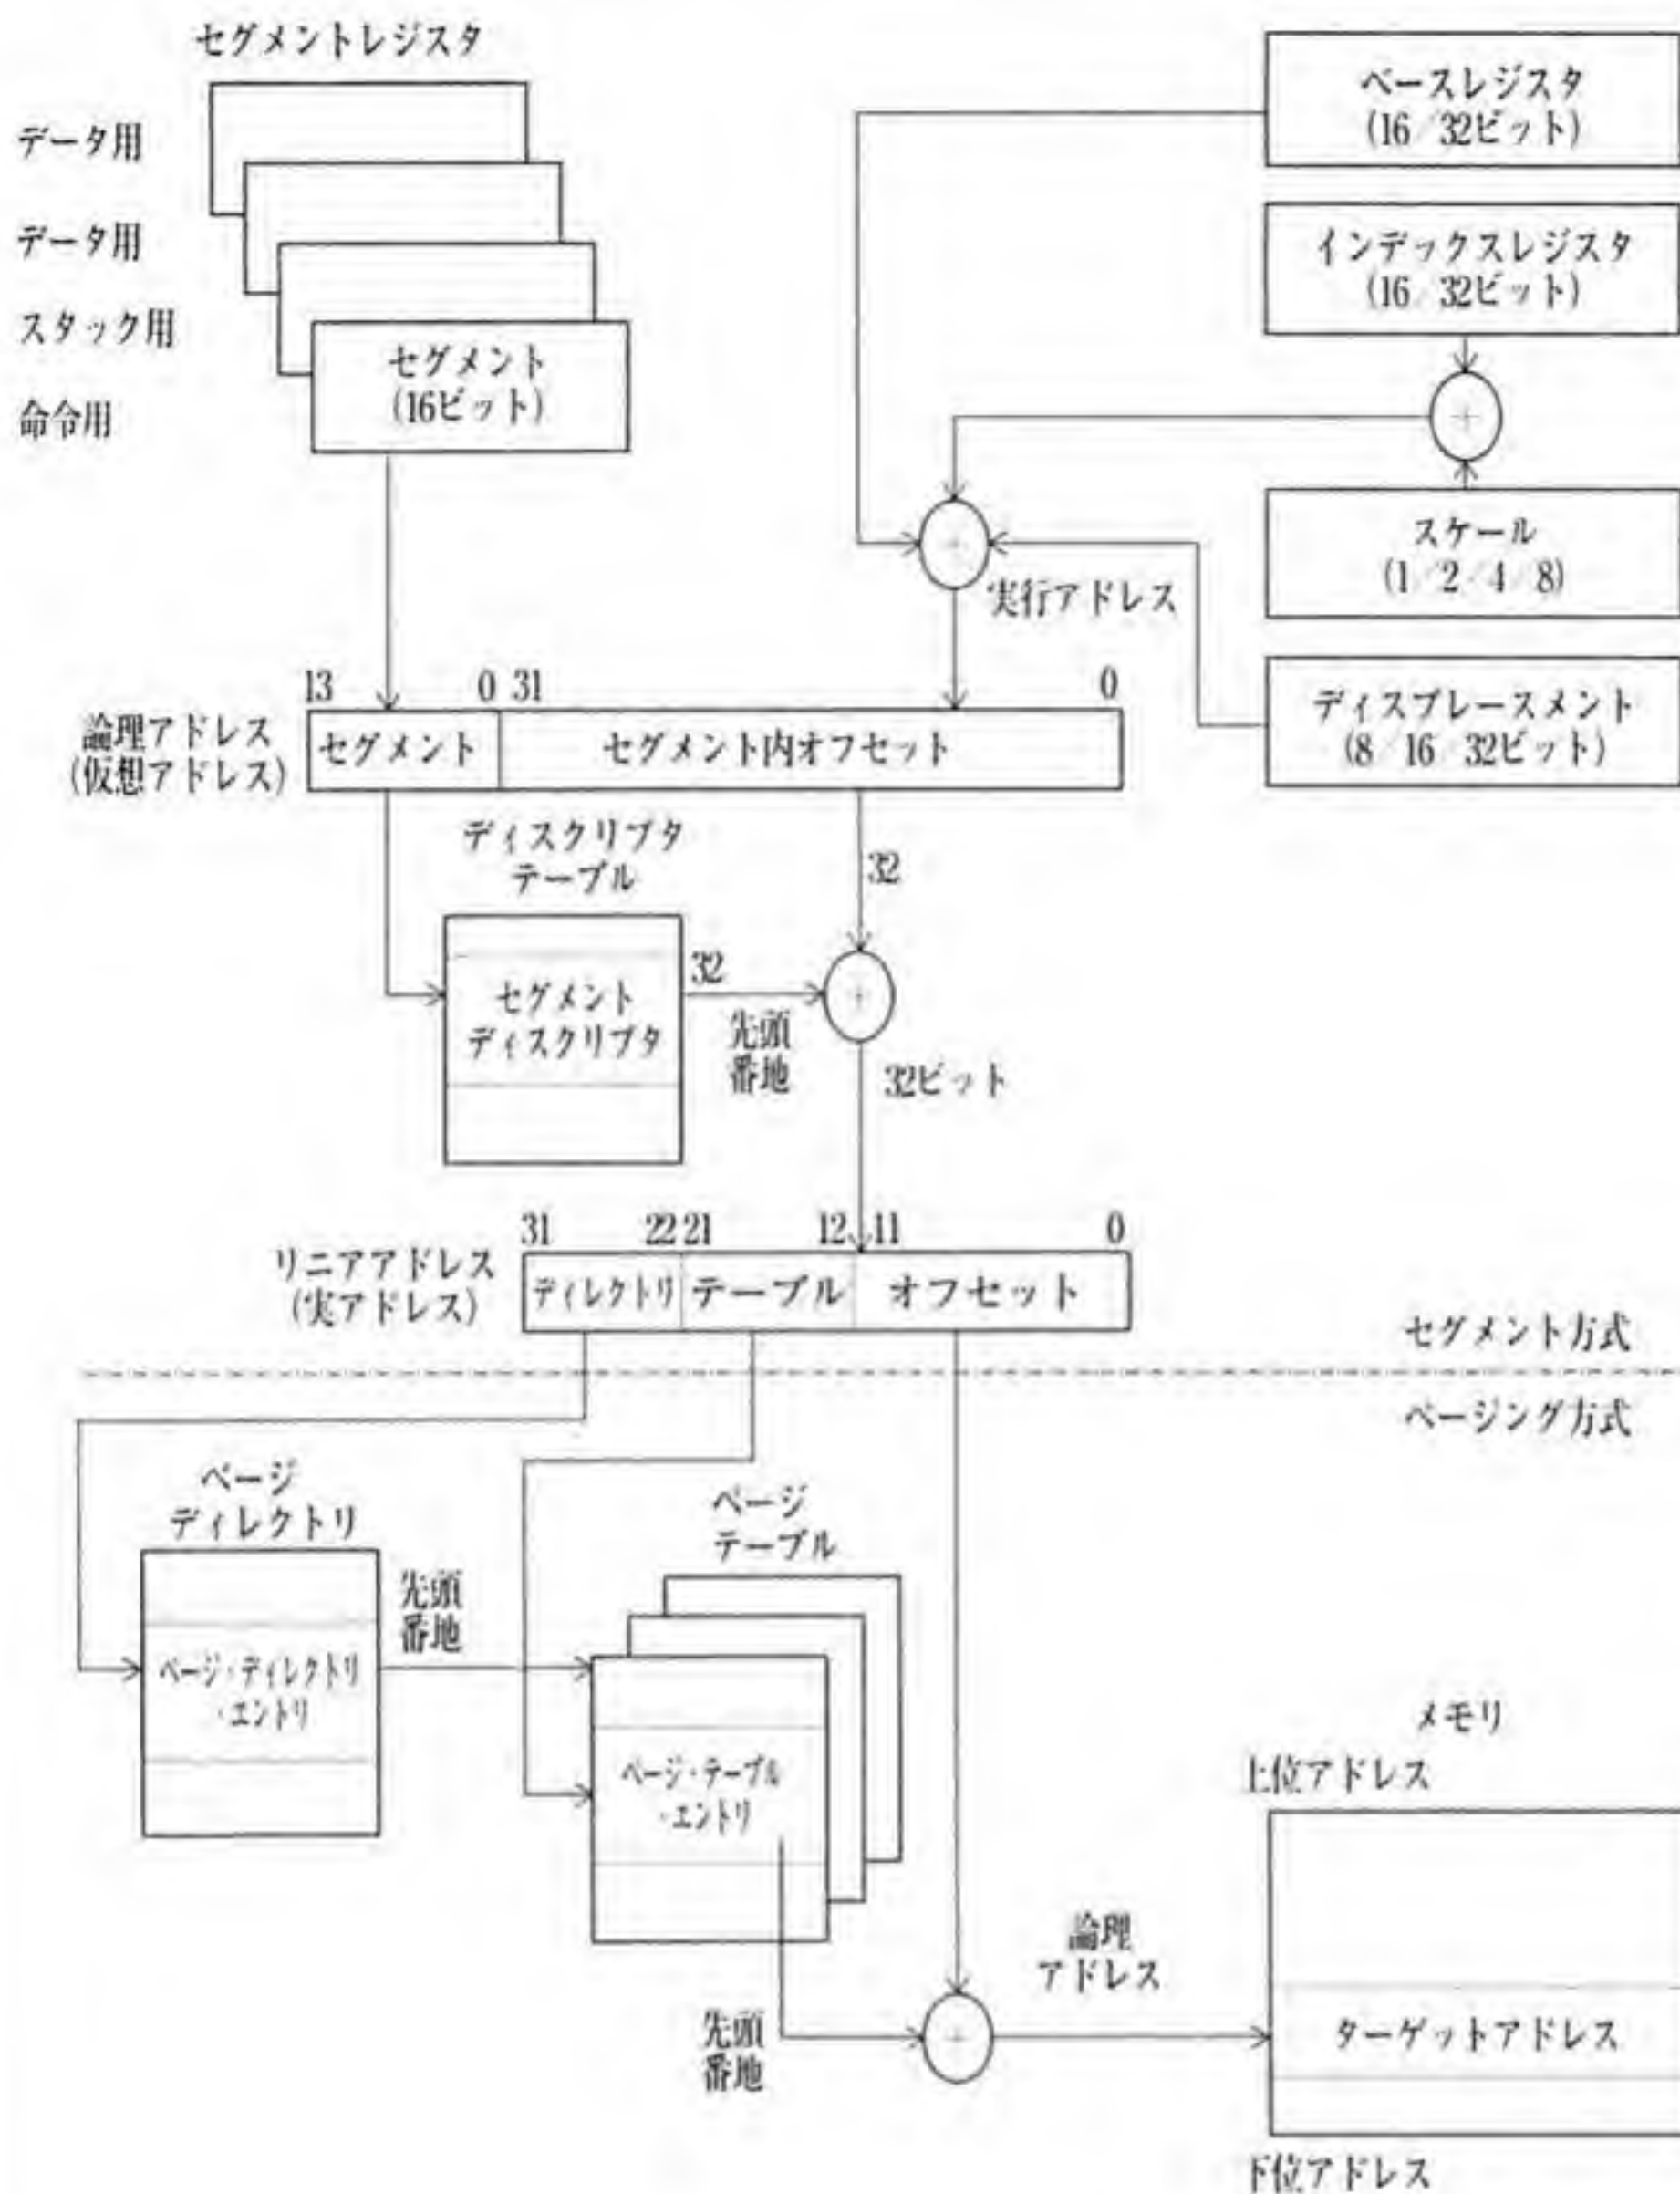 セグメントレジスタ
データ用
データ用
スタック用
命令用
セグメント
(16ビット)
ベースレジスタ
(16/32ビット)
インデックスレジスタ
(16/32ビット)
+
スケール
(1/2/4/8)
+
実行アドレス
ディスプレースメント
(8/16/32ビット)
13 0 31 0
論理アドレス
(仮想アドレス)
セグメント セグメント内オフセット
ディスクリプタ
テーブル
32
32
セグメント
ディスクリプタ
先頭
番地
+
32ビット
31 22 21 12 11 0
リニアアドレス
(実アドレス)
ディレクトリ テーブル オフセット
セグメント方式
ページング方式
ページ
ディレクトリ
先頭
番地
ページ・ディレクトリ
・エントリ
ページ
テーブル
ページ・テーブル
・エントリ
先頭
番地
+
論理
アドレス
メモリ
上位アドレス
ターゲットアドレス
下位アドレス